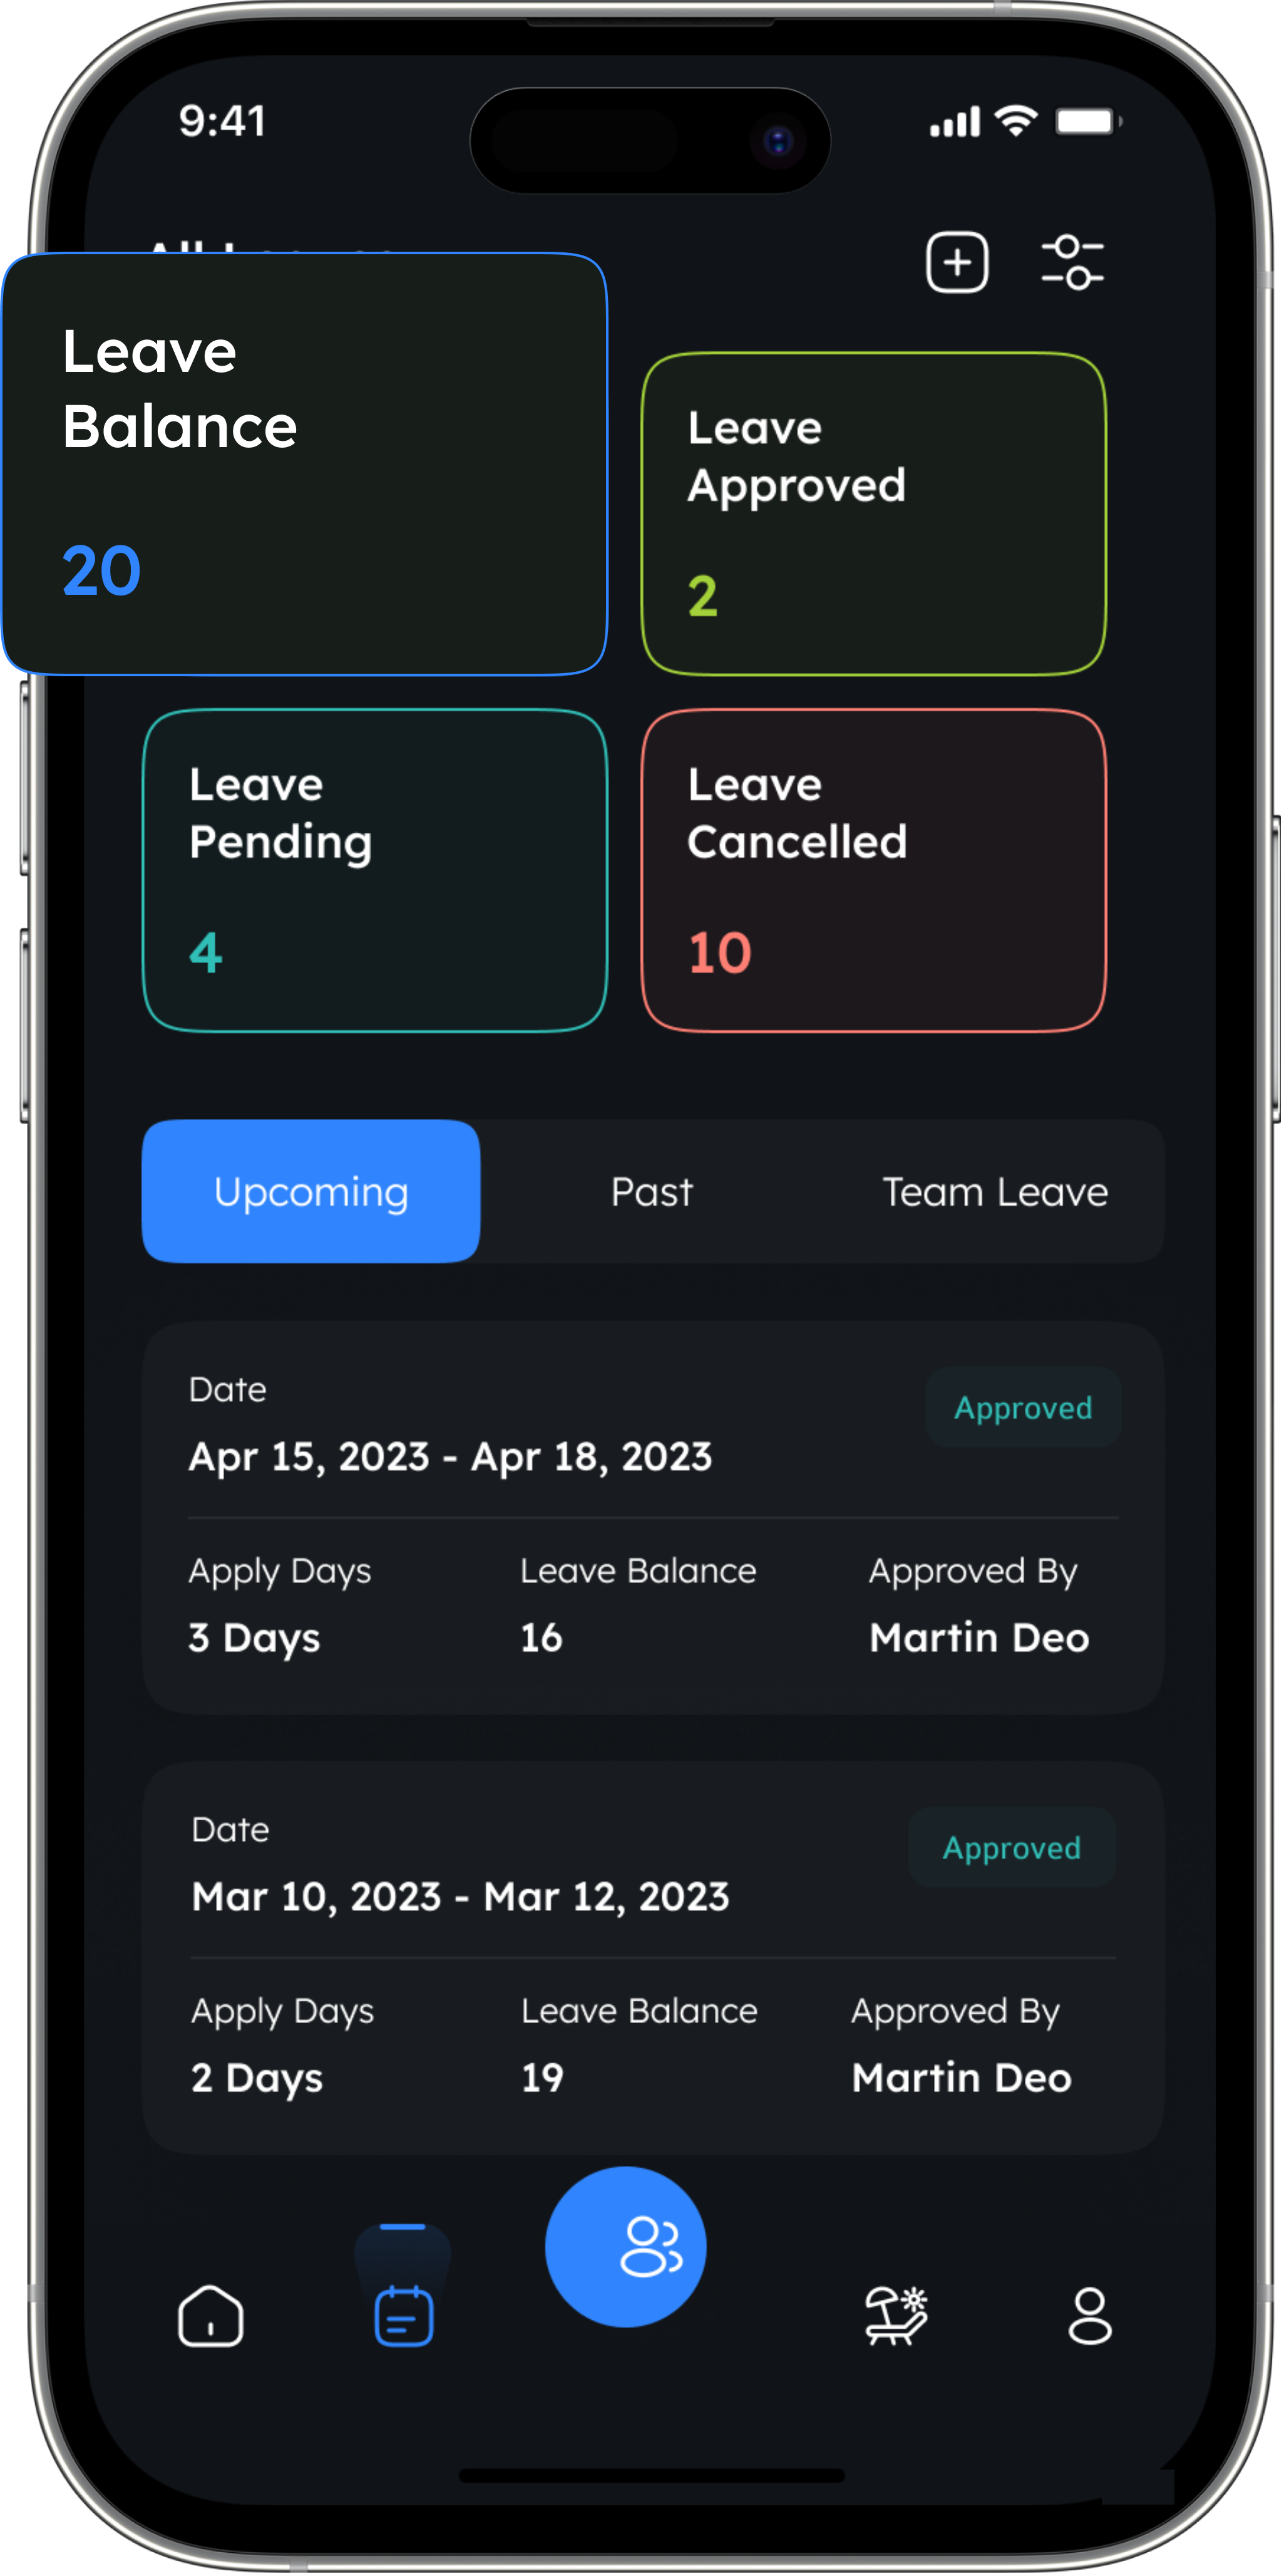 9:41
Leave
Balance
20
Leave
Approved
2
Leave
Pending
4
Leave
Cancelled
10
Upcoming Past Team Leave
Date
Approved
Apr 15, 2023 - Apr 18, 2023
Apply Days Leave Balance Approved By
3 Days 16 Martin Deo
Date
Approved
Mar 10, 2023 - Mar 12, 2023
Apply Days Leave Balance Approved By
2 Days 19 Martin Deo